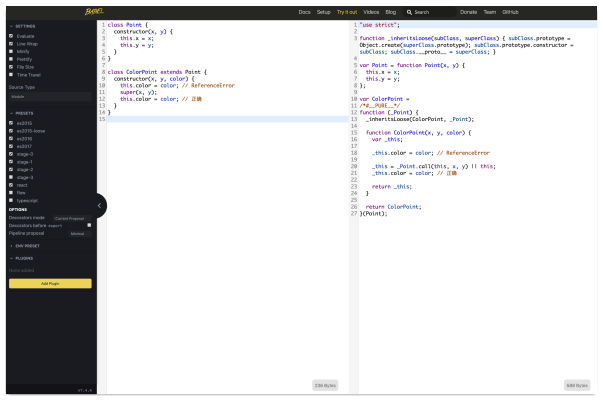 BABEL
Docs Setup Try it out Videos Blog Search Donate Team GitHub
SETTINGS
Evaluate
Line Wrap
Minify
Prettify
File Size
Time Travel
Source Type
Module
PRESETS
es2015
es2015-loose
es2016
es2017
stage-0
stage-1
stage-2
stage-3
react
flow
typescript
OPTIONS
Decorators mode Current Proposal
Decorators before export
Pipeline proposal Minimal
ENV PRESET
PLUGINS
None added
Add Plugin
1 class Point {
2 constructor(x, y) {
3 this.x = x;
4 this.y = y;
5 }
6 }
7
8 class ColorPoint extends Point {
9 constructor(x, y, color) {
10 this.color = color; // ReferenceError
11 super(x, y);
12 this.color = color; // 正确
13 }
14 }
15
1 "use strict";
2
3 function _inheritsLoose(subClass, superClass) { subClass.prototype =
Object.create(superClass.prototype); subClass.prototype.constructor =
subClass; subClass.__proto__ = superClass; }
4
5 var Point = function Point(x, y) {
6 this.x = x;
7 this.y = y;
8 };
9
10 var ColorPoint =
11 /*#__PURE__*/
12 function (_Point) {
13 _inheritsLoose(ColorPoint, _Point);
14
15 function ColorPoint(x, y, color) {
16 var _this;
17
18 _this.color = color; // ReferenceError
19
20 _this = _Point.call(this, x, y) || this;
21 _this.color = color; // 正确
22
23 return _this;
24 }
25
26 return ColorPoint;
27 }(Point);